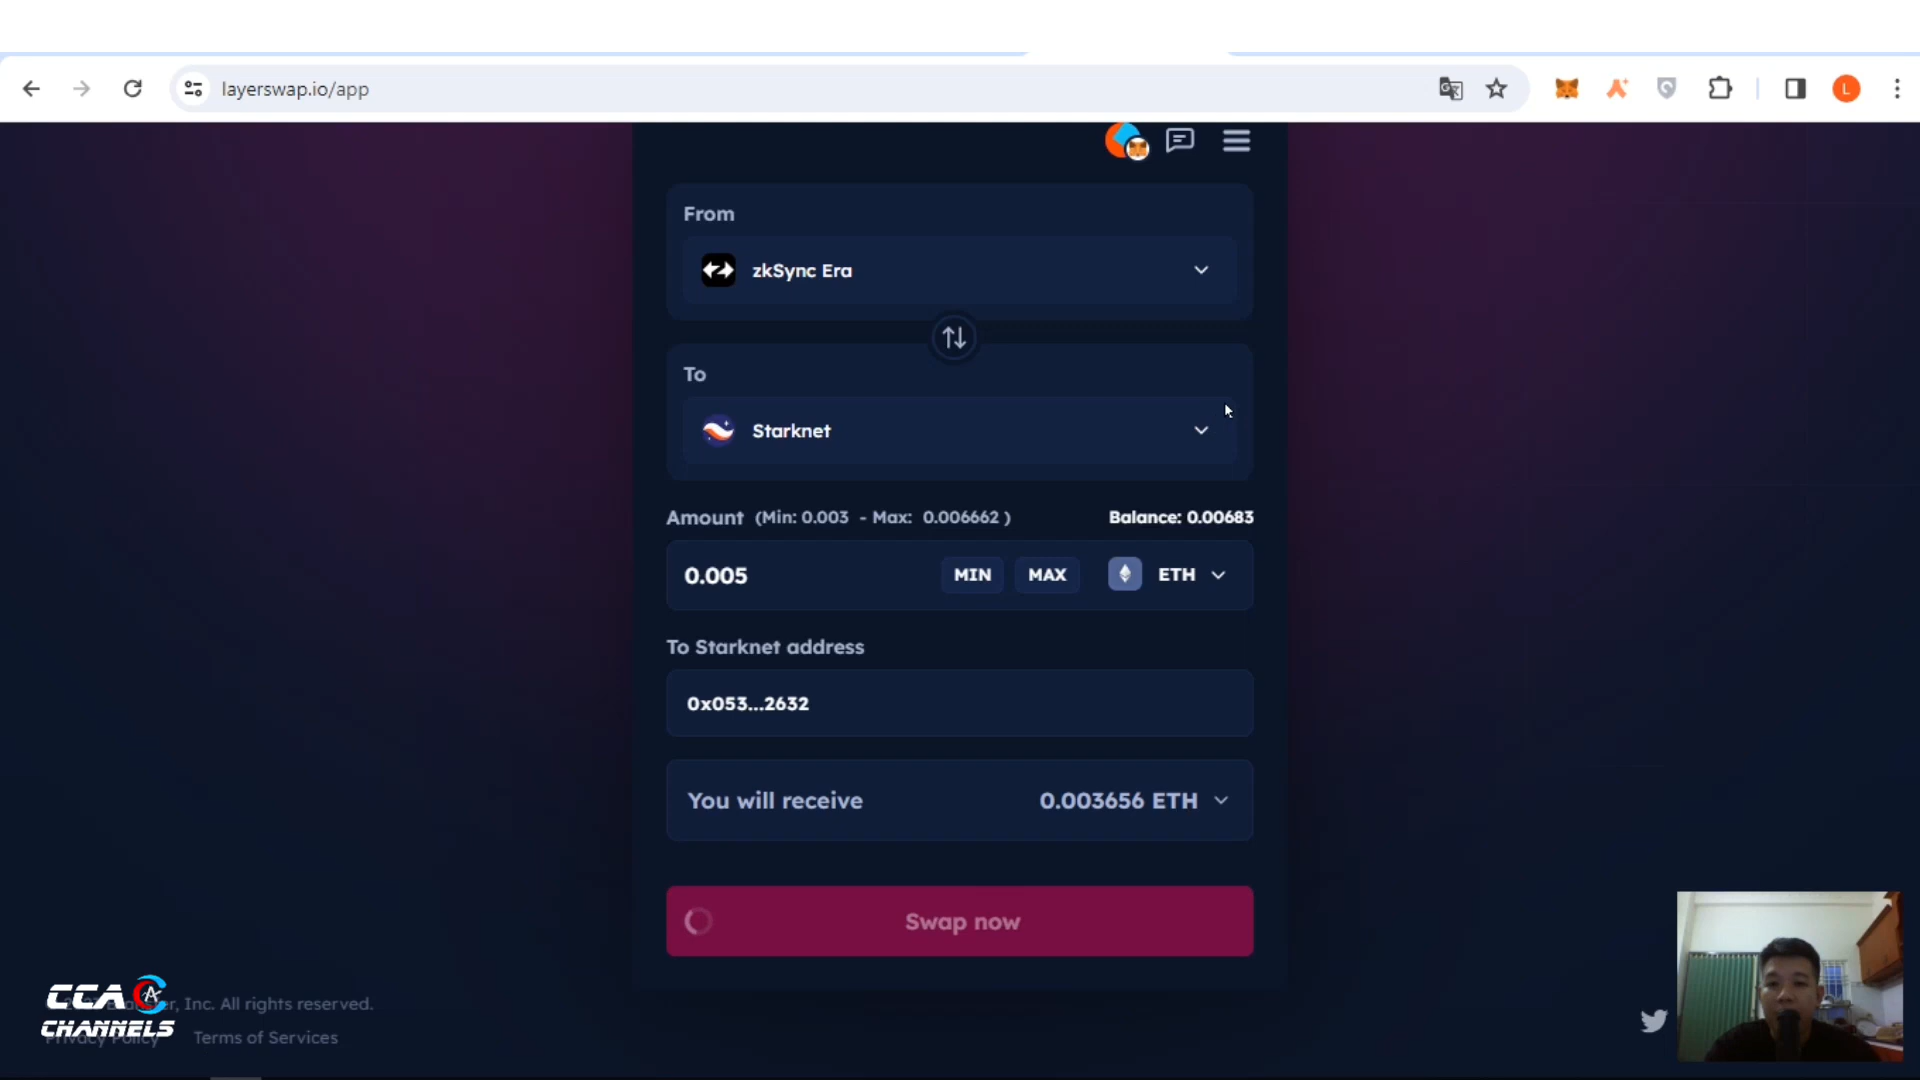 layerswap.io/app
L
From
zkSync Era
To
Starknet
Amount (Min: 0.003 - Max: 0.006662 )
Balance: 0.00683
0.005
MIN
MAX
ETH
To Starknet address
0x053...2632
You will receive
0.003656 ETH
Swap now
CCA
CHANNELS
r, Inc. All rights reserved.
Privacy Policy
Terms of Services